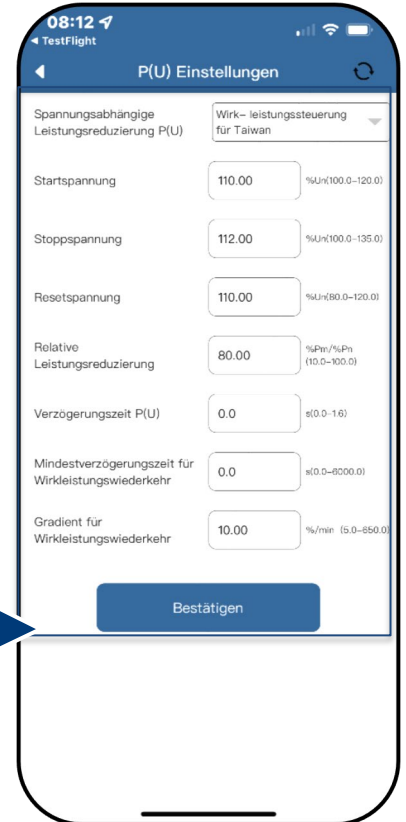 08:12
TestFlight
P(U) Einstellungen
Spannungsabhängige
Leistungsreduzierung P(U)
Wirk- leistungssteuerung
für Taiwan
Startspannung
110.00
%Un(100.0-120.0)
Stoppspannung
112.00
%Un(100.0-135.0)
Resetspannung
110.00
%Un(80.0-120.0)
Relative
Leistungsreduzierung
80.00
%Pm/%Pn
(10.0-100.0)
Verzögerungszeit P(U)
0.0
s(0.0-1.6)
Mindestverzögerungszeit für
Wirkleistungswiederkehr
0.0
s(0.0-6000.0)
Gradient für
Wirkleistungswiederkehr
10.00
%/min (5.0-650.0)
Bestätigen